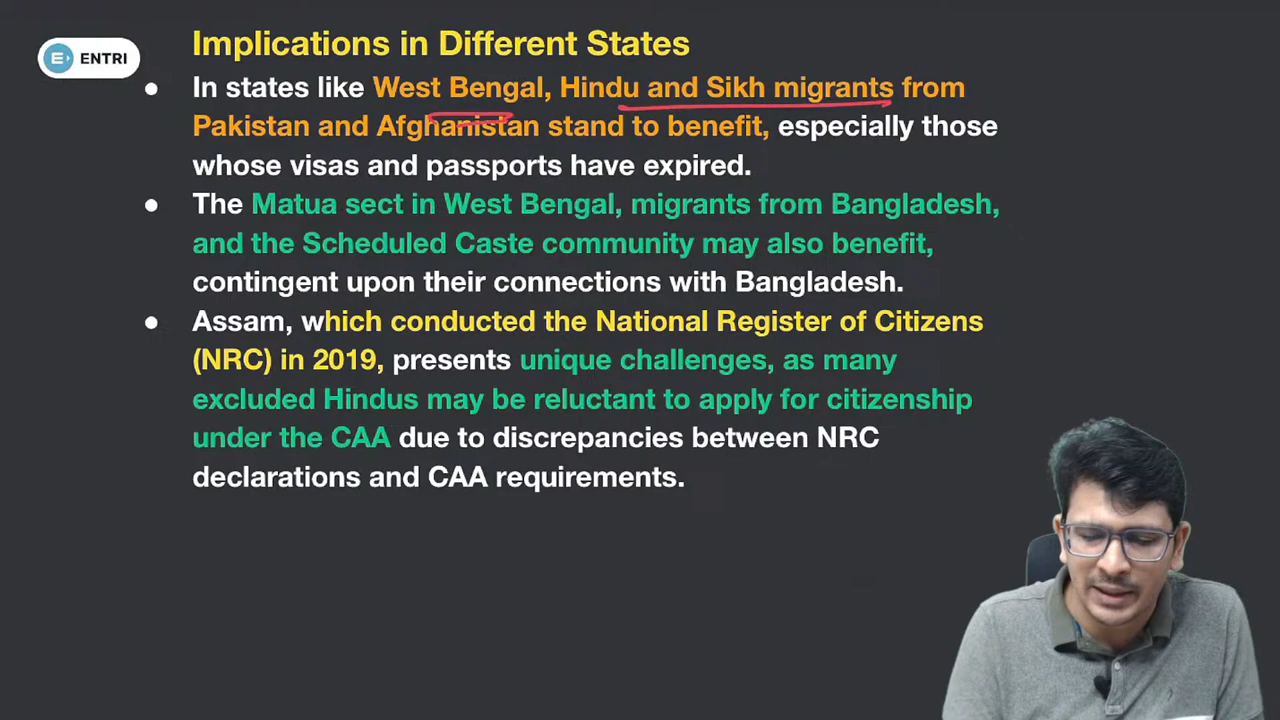 ENTRI
Implications in Different States
● In states like West Bengal, Hindu and Sikh migrants from
Pakistan and Afghanistan stand to benefit, especially those
whose visas and passports have expired.
● The Matua sect in West Bengal, migrants from Bangladesh,
and the Scheduled Caste community may also benefit,
contingent upon their connections with Bangladesh.
● Assam, which conducted the National Register of Citizens
(NRC) in 2019, presents unique challenges, as many
excluded Hindus may be reluctant to apply for citizenship
under the CAA due to discrepancies between NRC
declarations and CAA requirements.